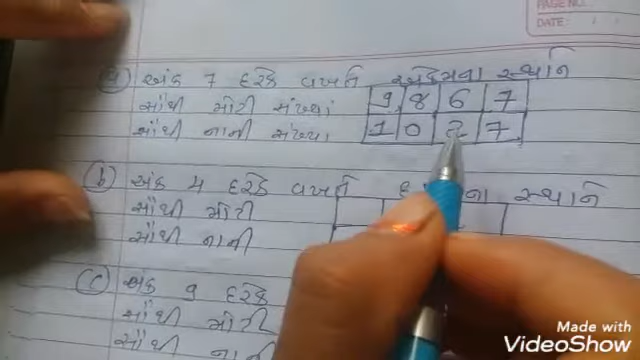 PAGE NO.
DATE:
(a) અંક 7 દરેક વખતે એકમના સ્થાને
સૌથી મોટી સંખ્યા 9 8 6 7
સૌથી નાની સંખ્યા 1 0 2 7
(b) અંક 4 દરેક વખતે ના સ્થાને
સૌથી મોટી
સૌથી નાની
(c) અંક 9 દરેક
સૌથી મોટી
સૌથી
Made with
VideoShow